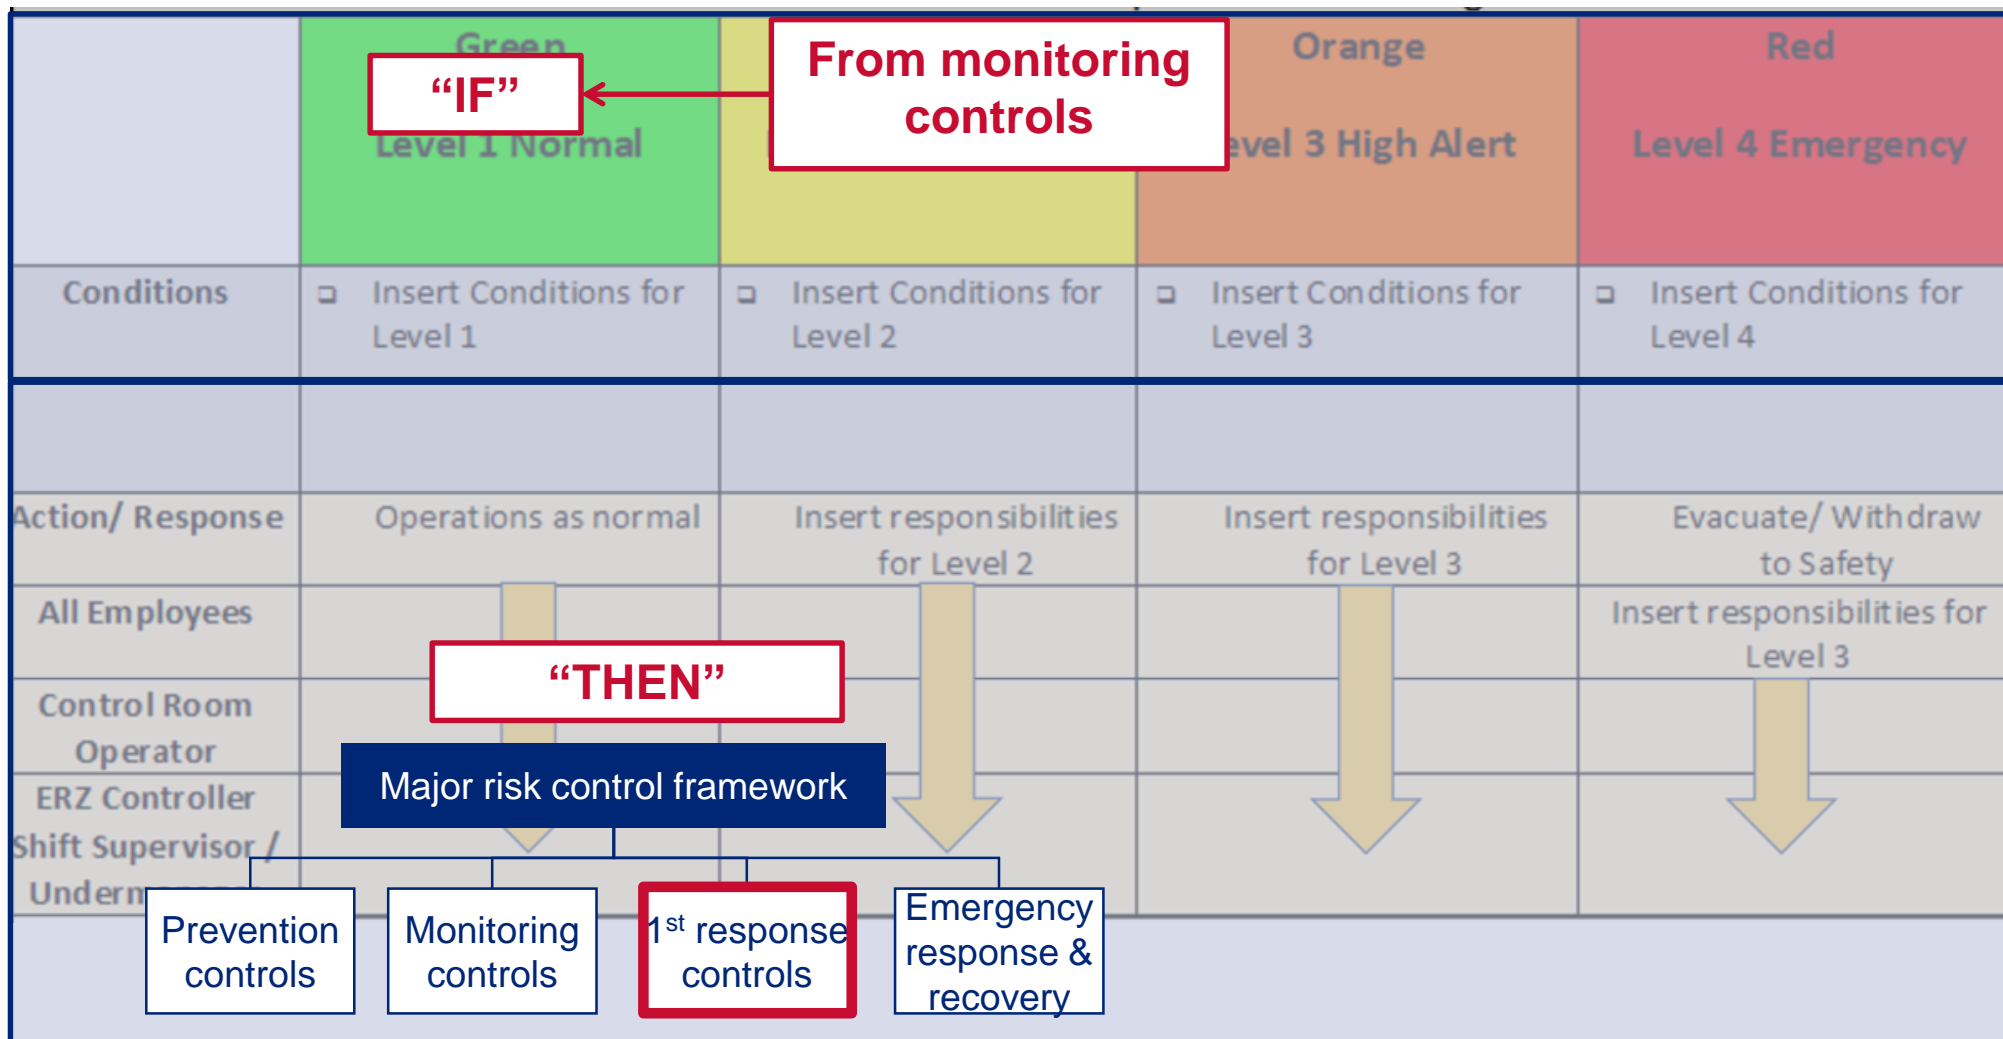 Green
Orange
Red
“IF”
From monitoring
controls
Level 1 Normal
evel 3 High Alert
Level 4 Emergency
Conditions
❑ Insert Conditions for
Level 1
❑ Insert Conditions for
Level 2
❑ Insert Conditions for
Level 3
❑ Insert Conditions for
Level 4
Action/ Response
Operations as normal
Insert responsibilities
for Level 2
Insert responsibilities
for Level 3
Evacuate/ Withdraw
to Safety
All Employees
Insert responsibilities for
Level 3
“THEN”
Control Room
Operator
Major risk control framework
ERZ Controller
Shift Supervisor /
Prevention
controls
Monitoring
controls
1st response
controls
Emergency
response &
recovery